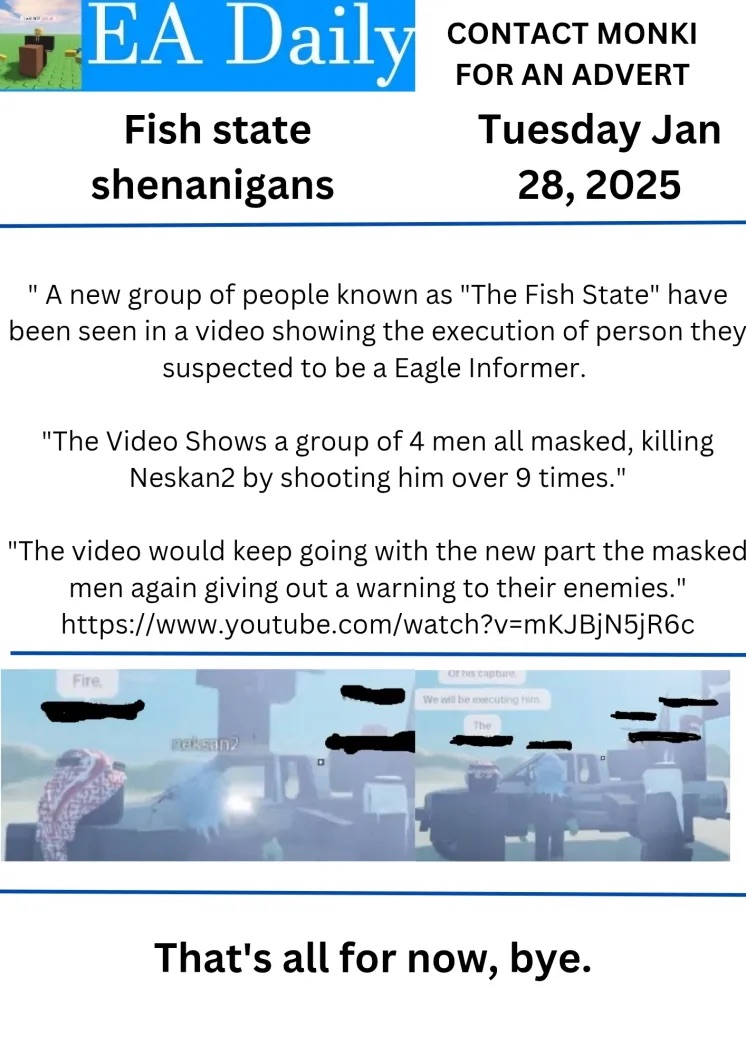 EA Daily
CONTACT MONKI
FOR AN ADVERT
Fish state
shenanigans
Tuesday Jan
28, 2025
" A new group of people known as "The Fish State" have
been seen in a video showing the execution of person they
suspected to be a Eagle Informer.
"The Video Shows a group of 4 men all masked, killing
Neskan2 by shooting him over 9 times."
"The video would keep going with the new part the masked
men again giving out a warning to their enemies."
https://www.youtube.com/watch?v=mKJBjN5jR6c
Fire.
neksan2
Of his capture.
We will be executing him.
The
That's all for now, bye.